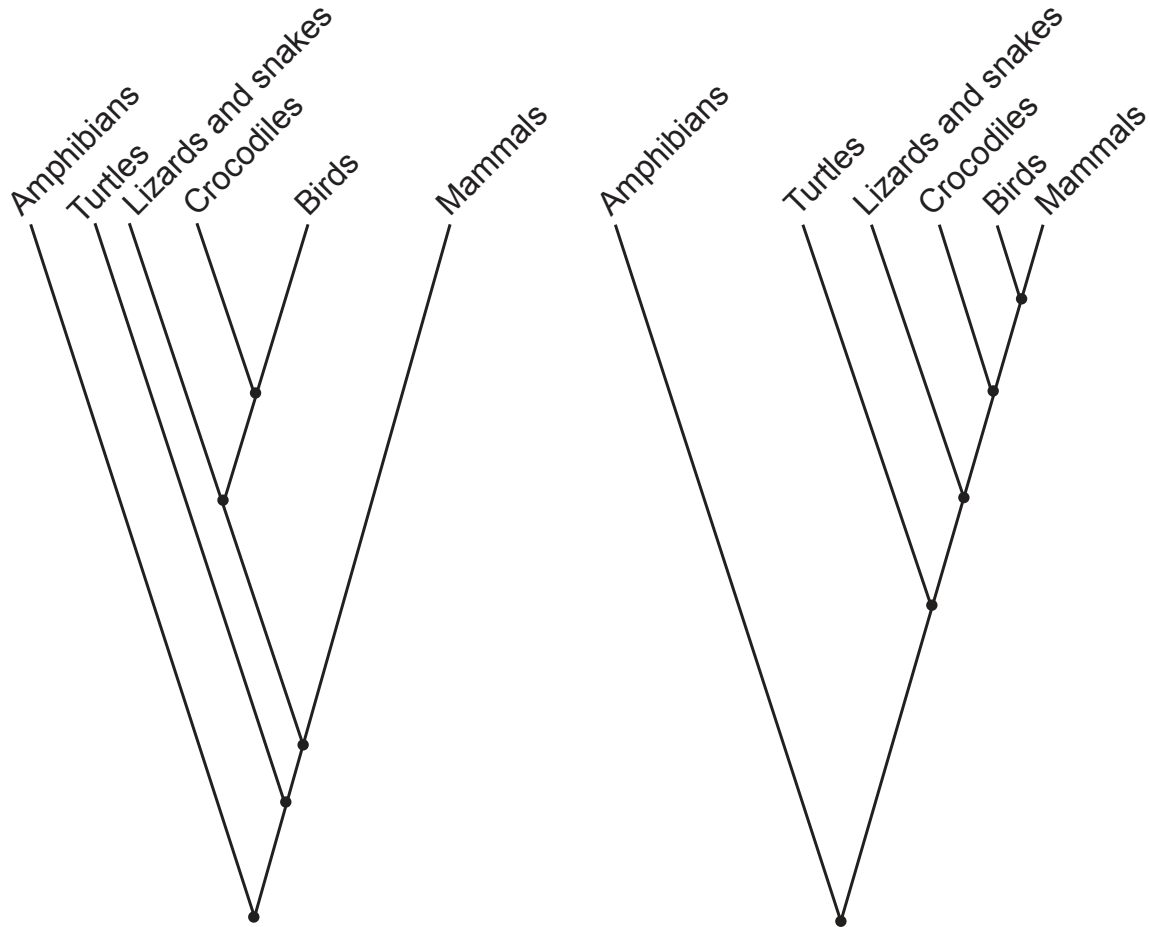 Amphibians
Turtles
Lizards and snakes
Crocodiles
Birds
Mammals
Amphibians
Turtles
Lizards and snakes
Crocodiles
Birds
Mammals